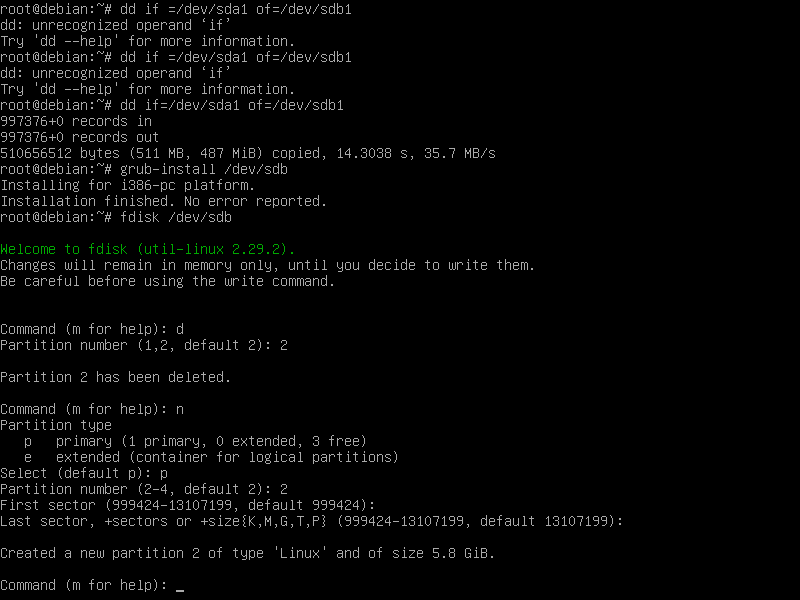 root@debian:~# dd if =/dev/sda1 of=/dev/sdb1
dd: unrecognized operand ‘if’
Try 'dd --help' for more information.
root@debian:~# dd if =/dev/sda1 of=/dev/sdb1
dd: unrecognized operand ‘if’
Try 'dd --help' for more information.
root@debian:~# dd if=/dev/sda1 of=/dev/sdb1
997376+0 records in
997376+0 records out
510656512 bytes (511 MB, 487 MiB) copied, 14.3038 s, 35.7 MB/s
root@debian:~# grub-install /dev/sdb
Installing for i386-pc platform.
Installation finished. No error reported.
root@debian:~# fdisk /dev/sdb

Welcome to fdisk (util-linux 2.29.2).
Changes will remain in memory only, until you decide to write them.
Be careful before using the write command.


Command (m for help): d
Partition number (1,2, default 2): 2

Partition 2 has been deleted.

Command (m for help): n
Partition type
   p   primary (1 primary, 0 extended, 3 free)
   e   extended (container for logical partitions)
Select (default p): p
Partition number (2-4, default 2): 2
First sector (999424-13107199, default 999424):
Last sector, +sectors or +size{K,M,G,T,P} (999424-13107199, default 13107199):

Created a new partition 2 of type 'Linux' and of size 5.8 GiB.

Command (m for help): _